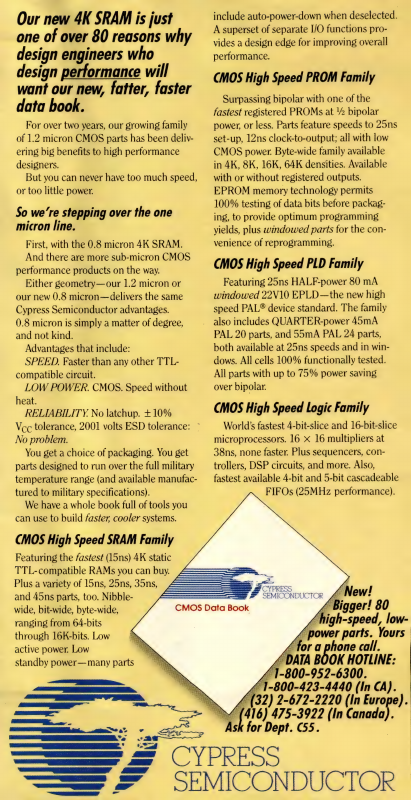 Our new 4K SRAM is just
one of over 80 reasons why
design engineers who
design performance will
want our new, fatter, faster
data book.
For over two years, our growing family
of 1.2 micron CMOS parts has been deliv-
ering big benefits to high performance
designers.
But you can never have too much speed,
or too little power.
So we're stepping over the one
micron line.
First, with the 0.8 micron 4K SRAM.
And there are more sub-micron CMOS
performance products on the way.
Either geometry—our 1.2 micron or
our new 0.8 micron—delivers the same
Cypress Semiconductor advantages.
0.8 micron is simply a matter of degree,
and not kind.
Advantages that include:
SPEED. Faster than any other TTL-
compatible circuit.
LOW POWER. CMOS. Speed without
heat.
RELIABILITY. No latchup. ±10%
VCC tolerance, 2001 volts ESD tolerance:
No problem.
You get a choice of packaging. You get
parts designed to run over the full military
temperature range (and available manufac-
tured to military specifications).
We have a whole book full of tools you
can use to build faster, cooler systems.
CMOS High Speed SRAM Family
Featuring the fastest (15ns) 4K static
TTL-compatible RAMs you can buy.
Plus a variety of 15ns, 25ns, 35ns,
and 45ns parts, too. Nibble-
wide, bit-wide, byte-wide,
ranging from 64-bits
through 16K-bits. Low
active power. Low
standby power—many parts
include auto-power-down when deselected.
A superset of separate I/O functions pro-
vides a design edge for improving overall
performance.
CMOS High Speed PROM Family
Surpassing bipolar with one of the
fastest registered PROMs at ½ bipolar
power, or less. Parts feature speeds to 25ns
set-up, 12ns clock-to-output; all with low
CMOS power. Byte-wide family available
in 4K, 8K, 16K, 64K densities. Available
with or without registered outputs.
EPROM memory technology permits
100% testing of data bits before packag-
ing, to provide optimum programming
yields, plus windowed parts for the con-
venience of reprogramming.
CMOS High Speed PLD Family
Featuring 25ns HALF-power 80 mA
windowed 22V10 EPLD—the new high
speed PAL® device standard. The family
also includes QUARTER-power 45mA
PAL 20 parts, and 55mA PAL 24 parts,
both available at 25ns speeds and in win-
dows. All cells 100% functionally tested.
All parts with up to 75% power saving
over bipolar.
CMOS High Speed Logic Family
World's fastest 4-bit-slice and 16-bit-slice
microprocessors. 16 × 16 multipliers at
38ns, none faster. Plus sequencers, con-
trollers, DSP circuits, and more. Also,
fastest available 4-bit and 5-bit cascadeable
FIFOs (25MHz performance).
CYPRESS
SEMICONDUCTOR
CMOS Data Book
New!
Bigger! 80
high-speed, low-
power parts. Yours
for a phone call.
DATA BOOK HOTLINE:
1-800-952-6300.
1-800-423-4440 (In CA).
(32) 2-672-2220 (In Europe).
(416) 475-3922 (In Canada).
Ask for Dept. C55.
CYPRESS
SEMICONDUCTOR